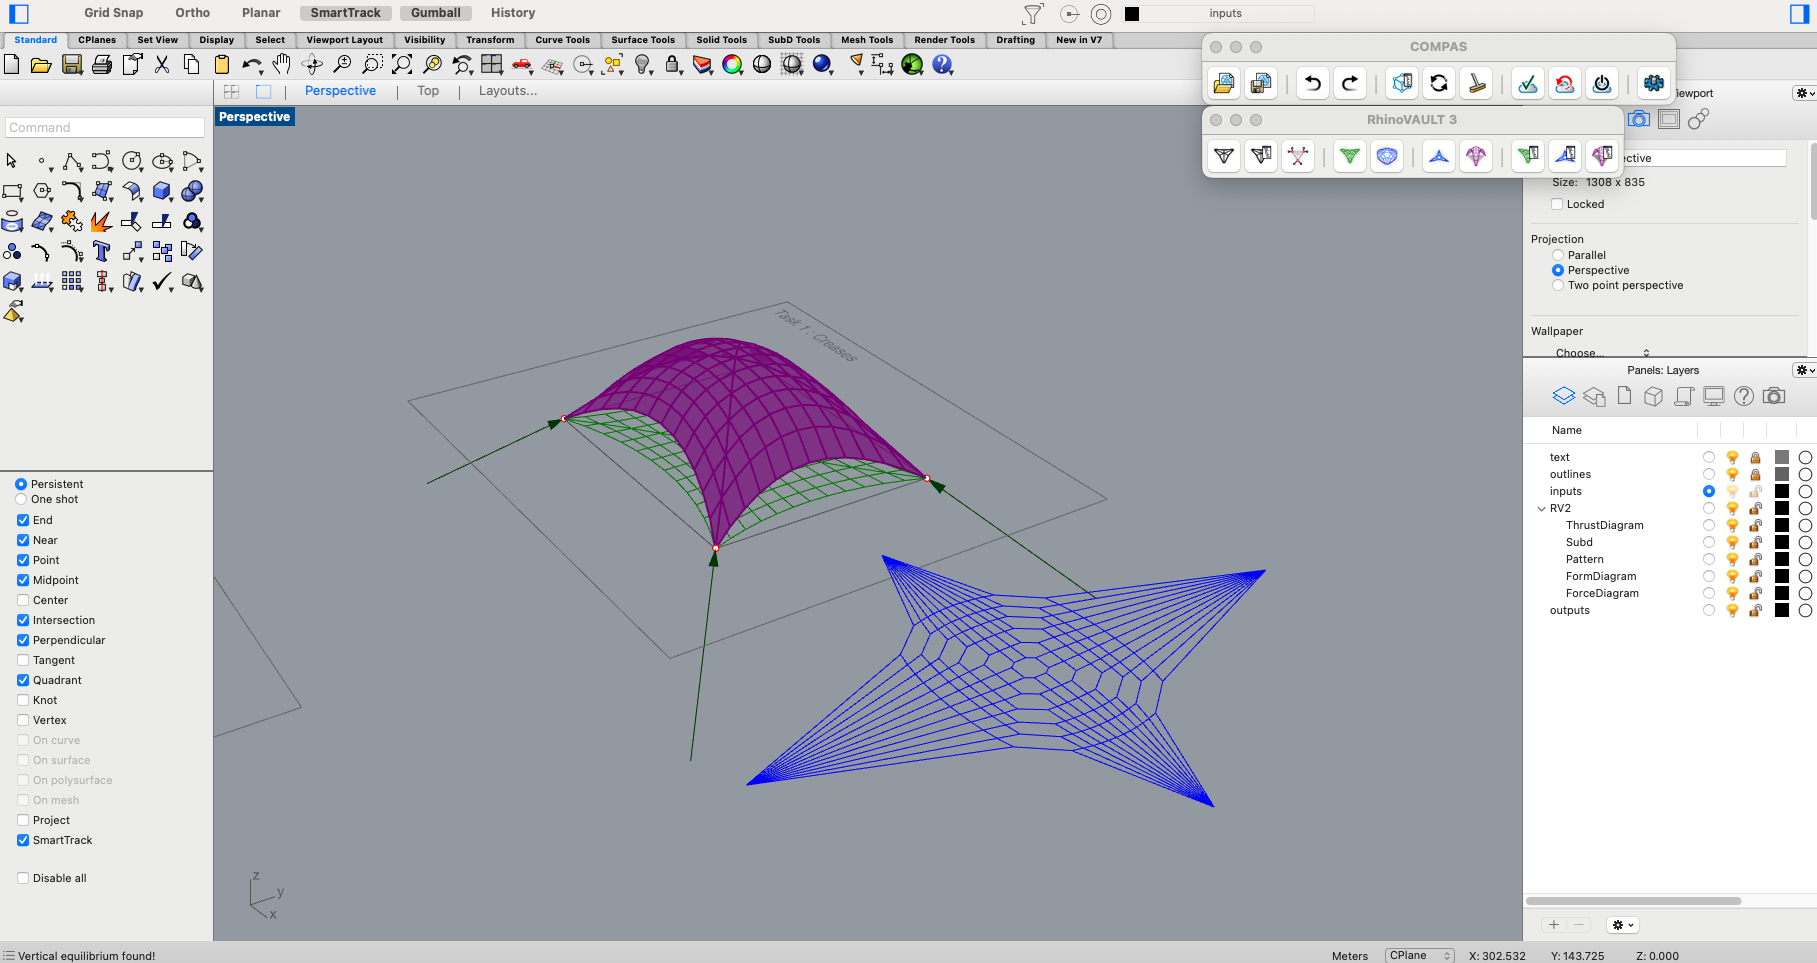 Grid Snap Ortho Planar SmartTrack Gumball History inputs
Standard CPlanes Set View Display Select Viewport Layout Visibility Transform Curve Tools Surface Tools Solid Tools SubD Tools Mesh Tools Render Tools Drafting New in V7
COMPAS
Perspective Top Layouts...
Perspective
Command
RhinoVAULT 3
iewport
ective
Size: 1308 x 835
Locked
Projection
Parallel
Perspective
Two point perspective
Wallpaper
Choose...
Task 1 : Creases
Panels: Layers
Name
text
outlines
inputs
RV2
ThrustDiagram
Subd
Pattern
FormDiagram
ForceDiagram
outputs
Persistent
One shot
End
Near
Point
Midpoint
Center
Intersection
Perpendicular
Tangent
Quadrant
Knot
Vertex
On curve
On surface
On polysurface
On mesh
Project
SmartTrack
Disable all
z
y
x
Vertical equilibrium found! Meters CPlane X: 302.532 Y: 143.725 Z: 0.000